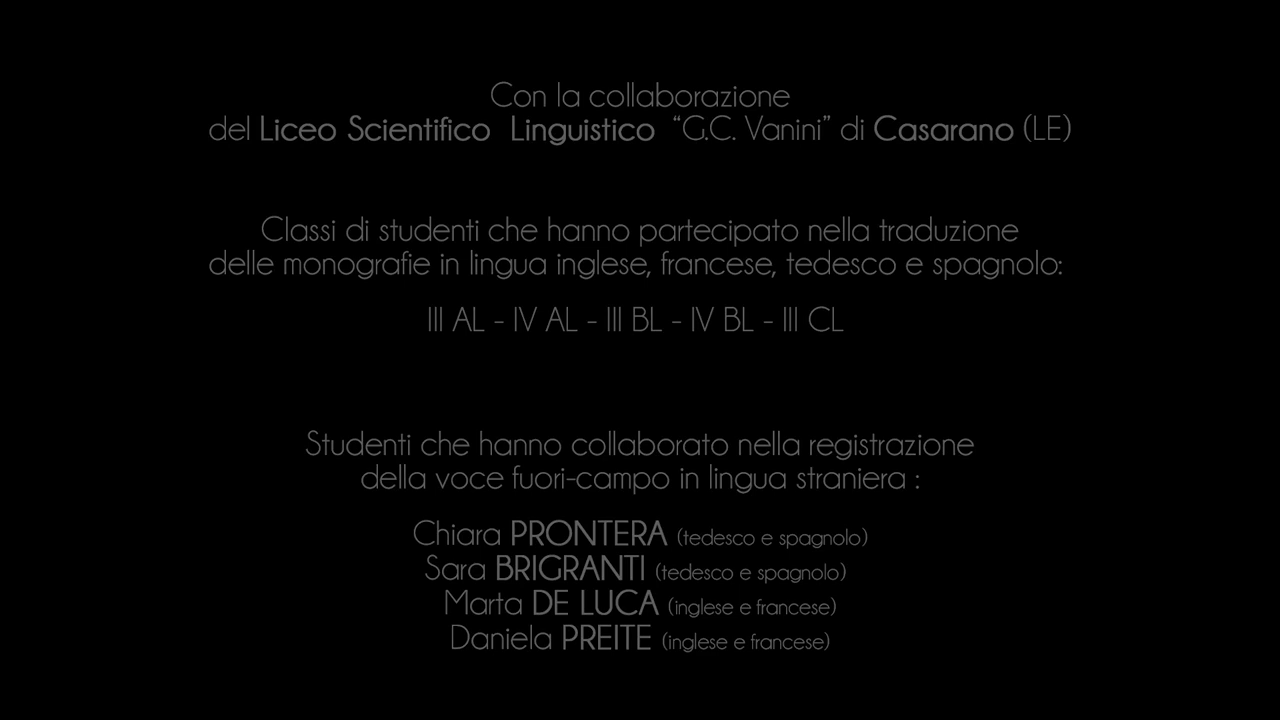 Con la collaborazione
del Liceo Scientifico Linguistico “G.C. Vanini” di Casarano (LE)
Classi di studenti che hanno partecipato nella traduzione
delle monografie in lingua inglese, francese, tedesco e spagnolo:
III AL - IV AL - III BL - IV BL - III CL
Studenti che hanno collaborato nella registrazione
della voce fuori-campo in lingua straniera :
Chiara PRONTERA (tedesco e spagnolo)
Sara BRIGRANTI (tedesco e spagnolo)
Marta DE LUCA (inglese e francese)
Daniela PREITE (inglese e francese)